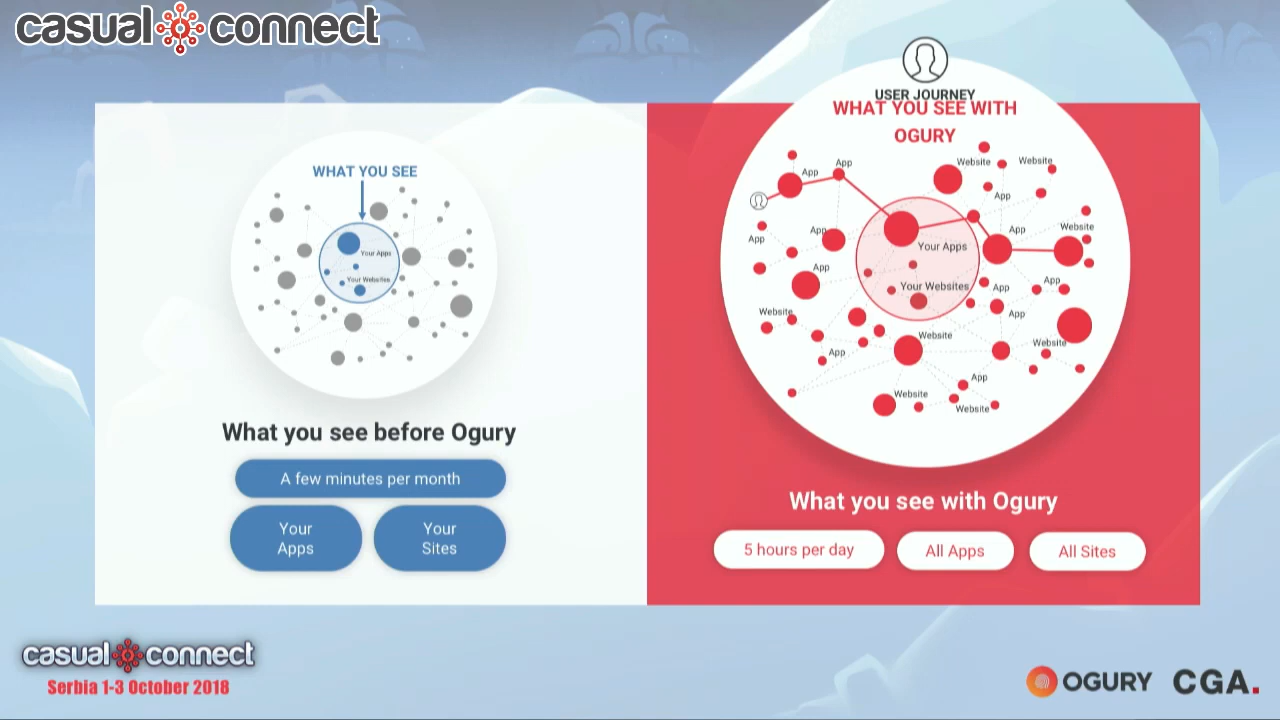 casual connect
WHAT YOU SEE
Your Apps
Your Websites
What you see before Ogury
A few minutes per month
Your
Apps
Your
Sites
USER JOURNEY
WHAT YOU SEE WITH
OGURY
App
App
Website
Website
App
App
App
App
Website
Your Apps
App
Your Websites
App
App
App
Website
Website
Website
App
App
Website
Website
What you see with Ogury
5 hours per day
All Apps
All Sites
casual connect
Serbia 1-3 October 2018
OGURY
CGA.